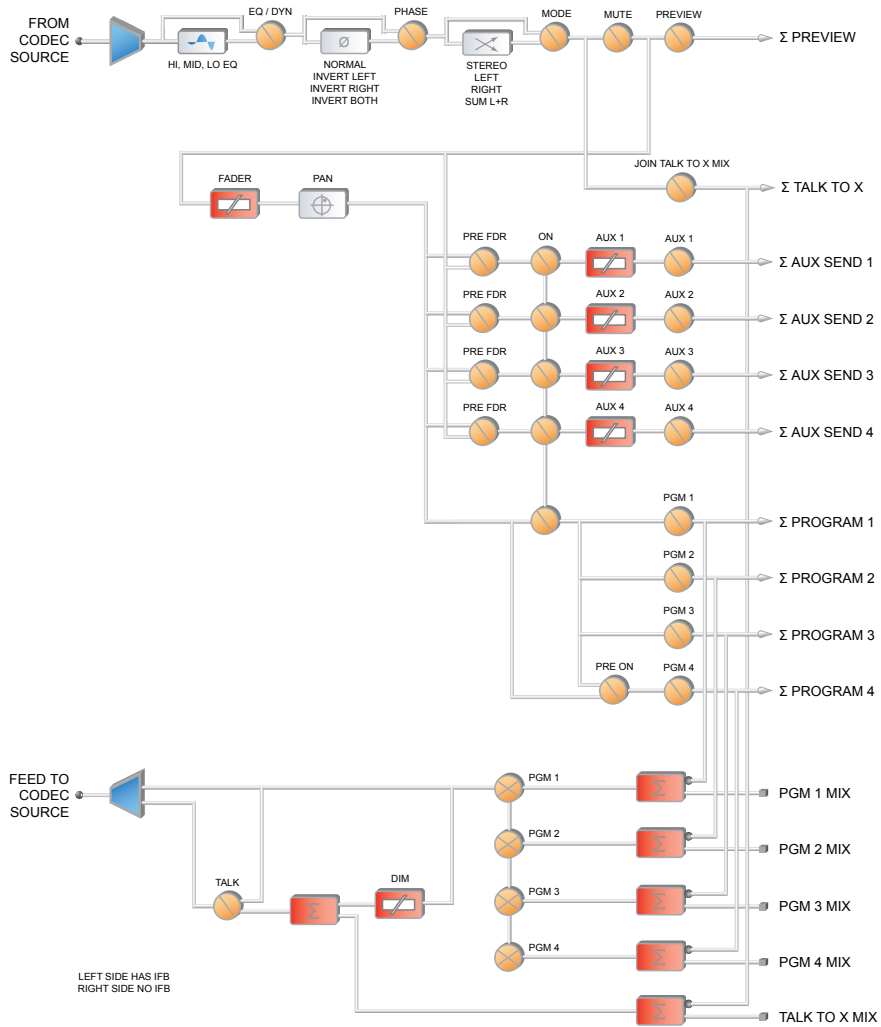 FROM
CODEC
SOURCE
EQ / DYN
PHASE
MODE
MUTE
PREVIEW
Σ PREVIEW
Ø
HI, MID, LO EQ
NORMAL
INVERT LEFT
INVERT RIGHT
INVERT BOTH
STEREO
LEFT
RIGHT
SUM L+R
JOIN TALK TO X MIX
Σ TALK TO X
FADER
PAN
PRE FDR
ON
AUX 1
AUX 1
Σ AUX SEND 1
PRE FDR
AUX 2
AUX 2
Σ AUX SEND 2
PRE FDR
AUX 3
AUX 3
Σ AUX SEND 3
PRE FDR
AUX 4
AUX 4
Σ AUX SEND 4
PGM 1
Σ PROGRAM 1
PGM 2
Σ PROGRAM 2
PGM 3
Σ PROGRAM 3
PRE ON
PGM 4
Σ PROGRAM 4
FEED TO
CODEC
SOURCE
PGM 1
Σ
PGM 1 MIX
PGM 2
Σ
PGM 2 MIX
TALK
Σ
DIM
PGM 3
Σ
PGM 3 MIX
PGM 4
Σ
PGM 4 MIX
LEFT SIDE HAS IFB
RIGHT SIDE NO IFB
Σ
TALK TO X MIX